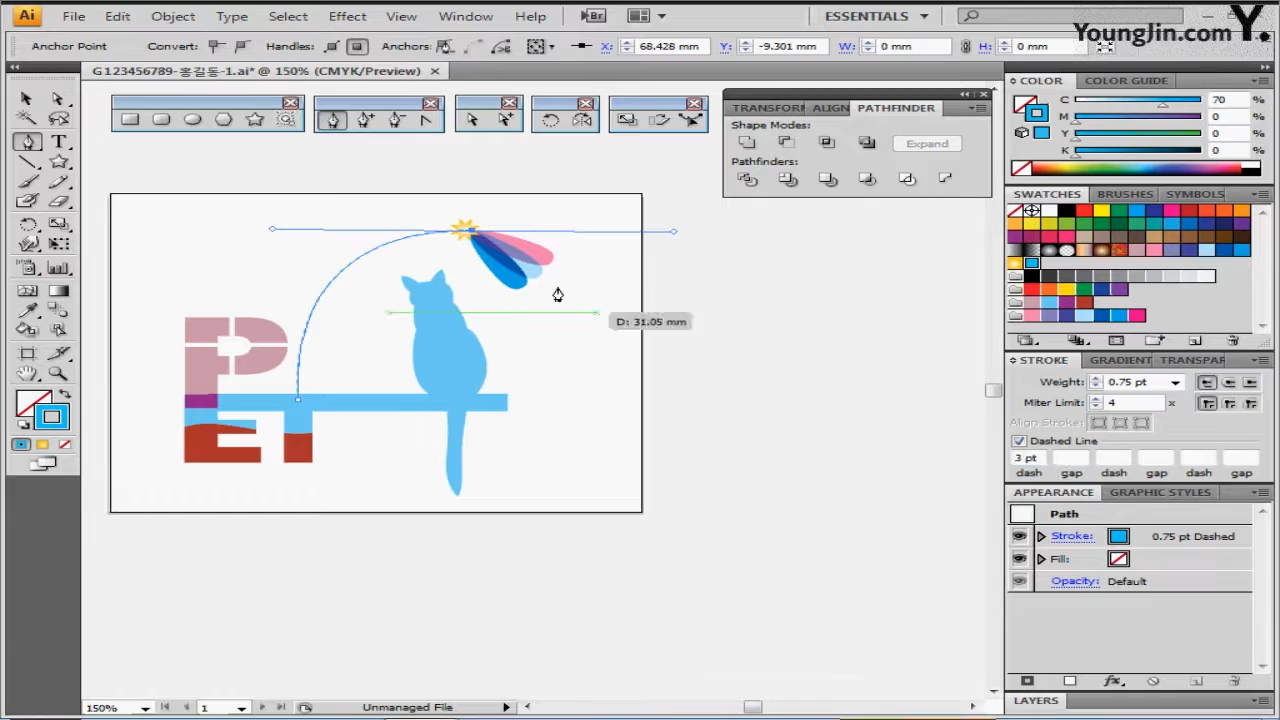 Ai File Edit Object Type Select Effect View Window Help Br ESSENTIALS
YoungJin.com Y.
Anchor Point Convert: Handles: Anchors: X: 68.428 mm Y: -9.301 mm W: 0 mm H: 0 mm
G123456789-홍길동-1.ai* @ 150% (CMYK/Preview)
TRANSFORM ALIGN PATHFINDER
Shape Modes:
Expand
Pathfinders:
COLOR COLOR GUIDE
C 70 %
M 0 %
Y 0 %
K 0 %
SWATCHES BRUSHES SYMBOLS
D: 31.05 mm
P
ET
STROKE GRADIENT TRANSPAR
Weight: 0.75 pt
Miter Limit: 4 x
Align Stroke:
Dashed Line
3 pt
dash gap dash gap dash gap
APPEARANCE GRAPHIC STYLES
Path
Stroke: 0.75 pt Dashed
Fill:
Opacity: Default
fx
LAYERS
150% 1 Unmanaged File